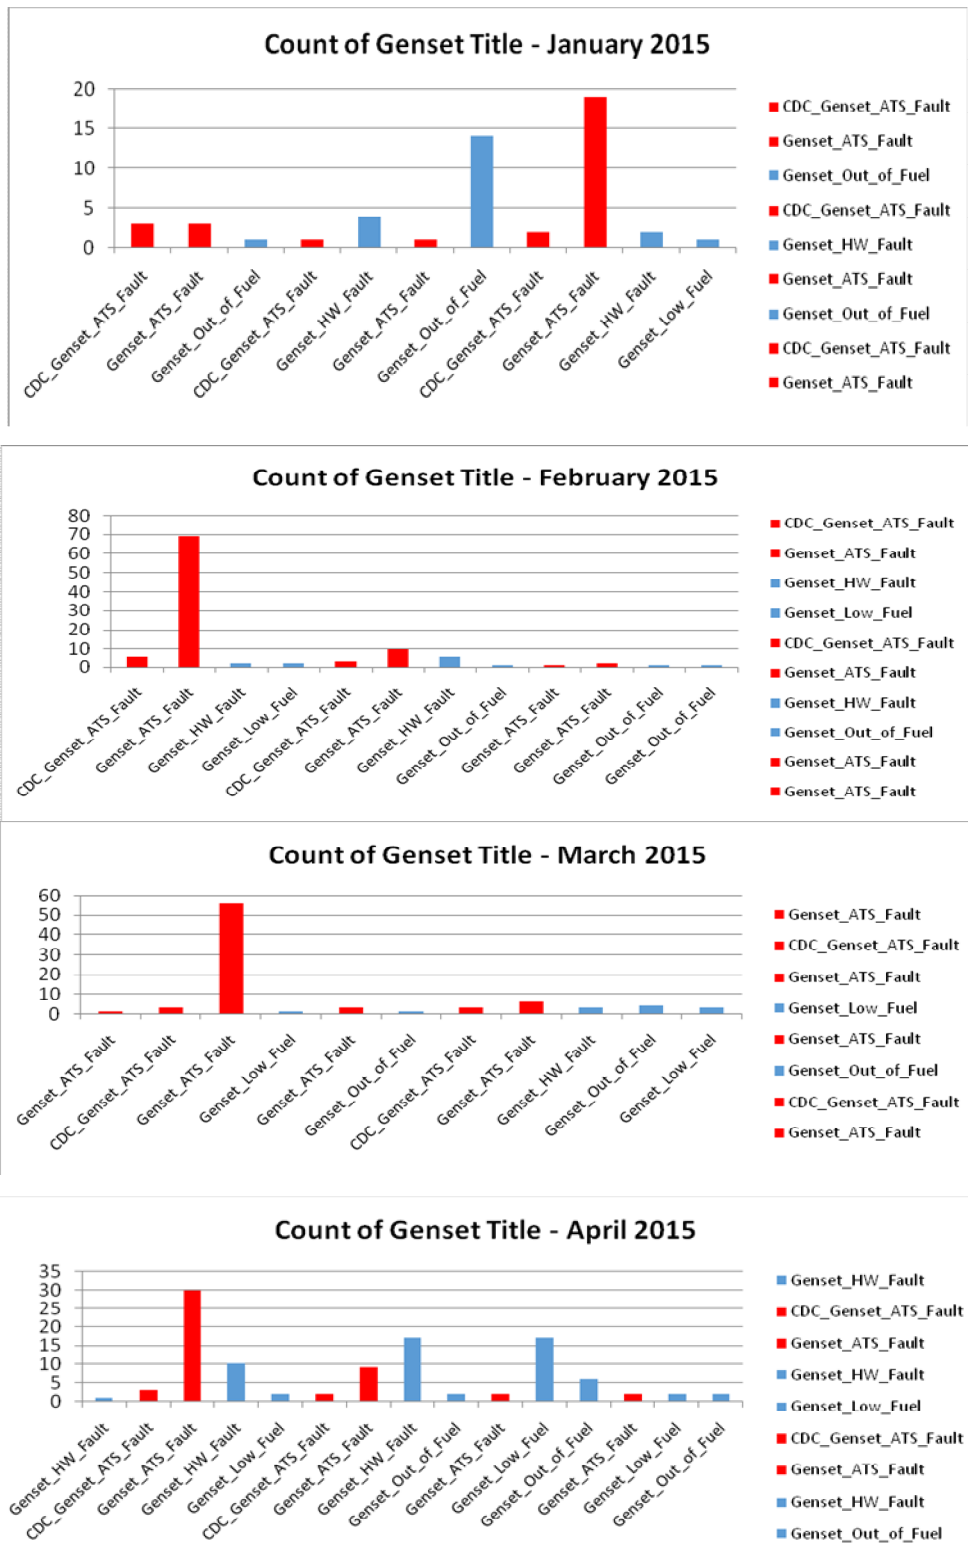 Count of Genset Title - January 2015
20
15
10
5
0
CDC_Genset_ATS_Fault
Genset_ATS_Fault
Genset_Out_of_Fuel
CDC_Genset_ATS_Fault
Genset_HW_Fault
Genset_ATS_Fault
Genset_Out_of_Fuel
CDC_Genset_ATS_Fault
Genset_ATS_Fault
Genset_HW_Fault
Genset_Low_Fuel
CDC_Genset_ATS_Fault
Genset_ATS_Fault
Genset_Out_of_Fuel
CDC_Genset_ATS_Fault
Genset_HW_Fault
Genset_ATS_Fault
Genset_Out_of_Fuel
CDC_Genset_ATS_Fault
Genset_ATS_Fault
Count of Genset Title - February 2015
80
70
60
50
40
30
20
10
0
CDC_Genset_ATS_Fault
Genset_ATS_Fault
Genset_HW_Fault
Genset_Low_Fuel
CDC_Genset_ATS_Fault
Genset_ATS_Fault
Genset_HW_Fault
Genset_Out_of_Fuel
Genset_ATS_Fault
Genset_ATS_Fault
Genset_Out_of_Fuel
Genset_Out_of_Fuel
CDC_Genset_ATS_Fault
Genset_ATS_Fault
Genset_HW_Fault
Genset_Low_Fuel
CDC_Genset_ATS_Fault
Genset_ATS_Fault
Genset_HW_Fault
Genset_Out_of_Fuel
Genset_ATS_Fault
Genset_ATS_Fault
Count of Genset Title - March 2015
60
50
40
30
20
10
0
Genset_ATS_Fault
CDC_Genset_ATS_Fault
Genset_ATS_Fault
Genset_Low_Fuel
Genset_ATS_Fault
Genset_Out_of_Fuel
CDC_Genset_ATS_Fault
Genset_ATS_Fault
Genset_HW_Fault
Genset_Out_of_Fuel
Genset_Low_Fuel
Genset_ATS_Fault
CDC_Genset_ATS_Fault
Genset_ATS_Fault
Genset_Low_Fuel
Genset_ATS_Fault
Genset_Out_of_Fuel
CDC_Genset_ATS_Fault
Genset_ATS_Fault
Count of Genset Title - April 2015
35
30
25
20
15
10
5
0
Genset_HW_Fault
CDC_Genset_ATS_Fault
Genset_ATS_Fault
Genset_HW_Fault
Genset_Low_Fuel
CDC_Genset_ATS_Fault
Genset_ATS_Fault
Genset_HW_Fault
Genset_Out_of_Fuel
Genset_ATS_Fault
Genset_Low_Fuel
Genset_Out_of_Fuel
Genset_ATS_Fault
Genset_Low_Fuel
Genset_Out_of_Fuel
Genset_HW_Fault
CDC_Genset_ATS_Fault
Genset_ATS_Fault
Genset_HW_Fault
Genset_Low_Fuel
CDC_Genset_ATS_Fault
Genset_ATS_Fault
Genset_HW_Fault
Genset_Out_of_Fuel